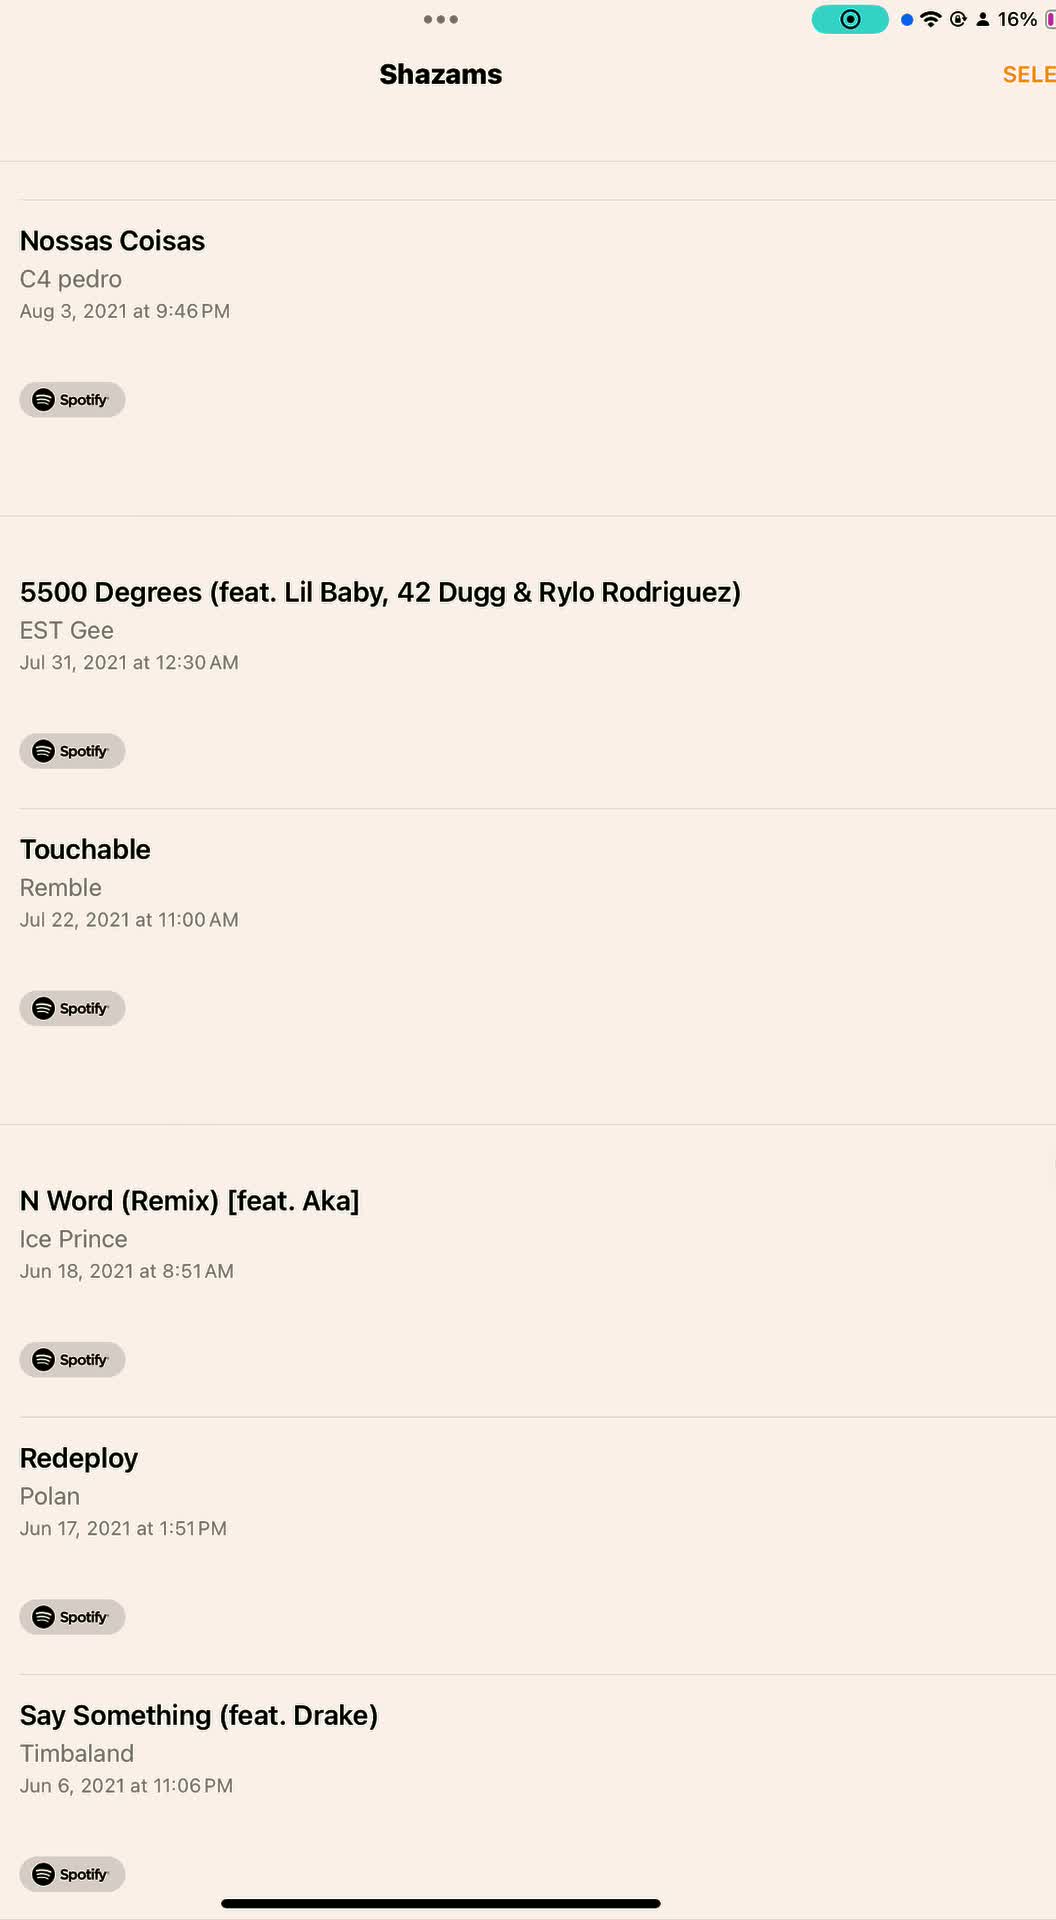 16%
Shazams
SELE
Nossas Coisas
C4 pedro
Aug 3, 2021 at 9:46 PM
Spotify
5500 Degrees (feat. Lil Baby, 42 Dugg & Rylo Rodriguez)
EST Gee
Jul 31, 2021 at 12:30 AM
Spotify
Touchable
Remble
Jul 22, 2021 at 11:00 AM
Spotify
N Word (Remix) [feat. Aka]
Ice Prince
Jun 18, 2021 at 8:51 AM
Spotify
Redeploy
Polan
Jun 17, 2021 at 1:51 PM
Spotify
Say Something (feat. Drake)
Timbaland
Jun 6, 2021 at 11:06 PM
Spotify